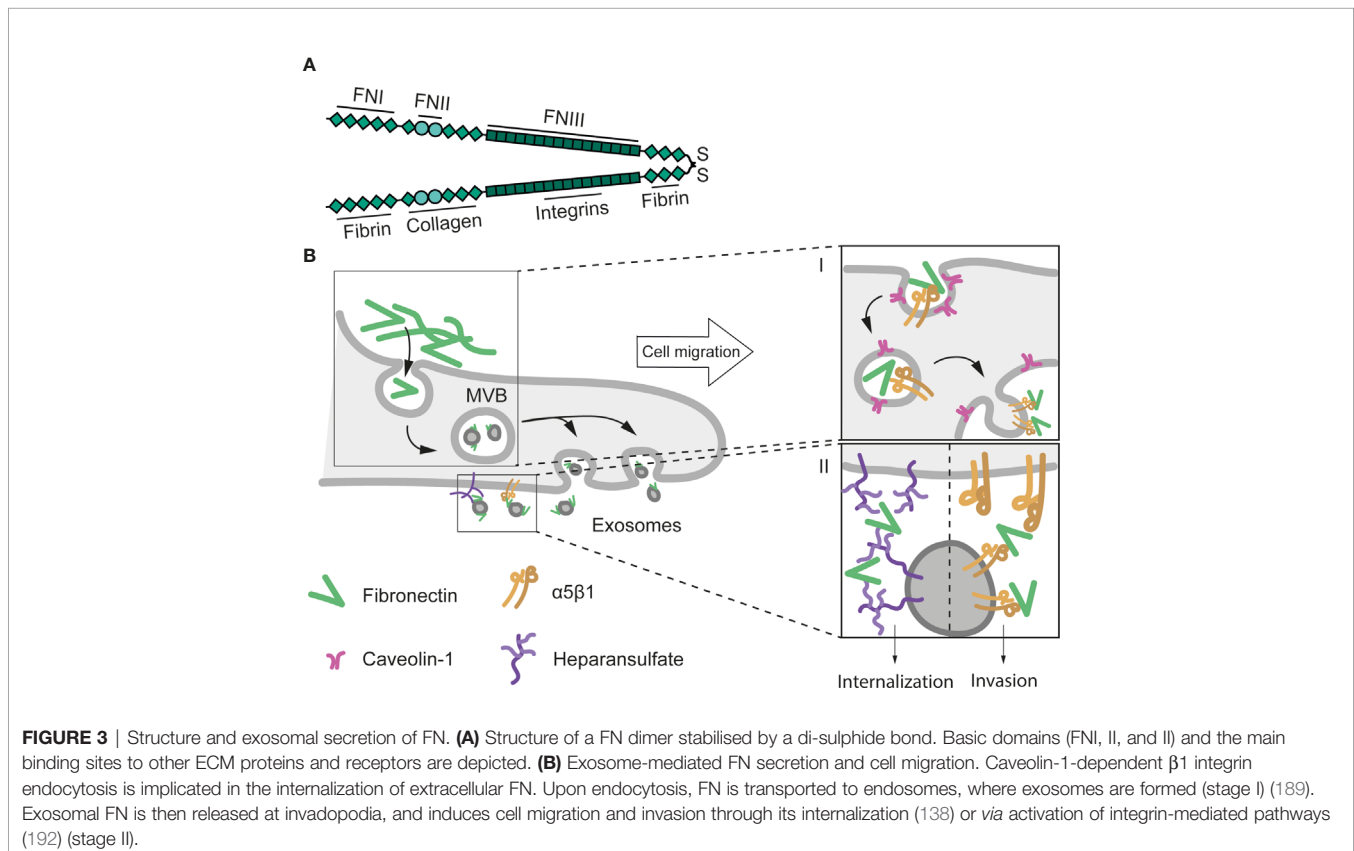 A
FNI
FNII
FNIII
S
S
Fibrin
Collagen
Integrins
Fibrin
B
MVB
Exosomes
Cell migration
I
II
Internalization
Invasion
Fibronectin
α5β1
Caveolin-1
Heparansulfate
FIGURE 3 | Structure and exosomal secretion of FN. (A) Structure of a FN dimer stabilised by a di-sulphide bond. Basic domains (FNI, II, and II) and the main
binding sites to other ECM proteins and receptors are depicted. (B) Exosome-mediated FN secretion and cell migration. Caveolin-1-dependent β1 integrin
endocytosis is implicated in the internalization of extracellular FN. Upon endocytosis, FN is transported to endosomes, where exosomes are formed (stage I) (189).
Exosomal FN is then released at invadopodia, and induces cell migration and invasion through its internalization (138) or via activation of integrin-mediated pathways
(192) (stage II).